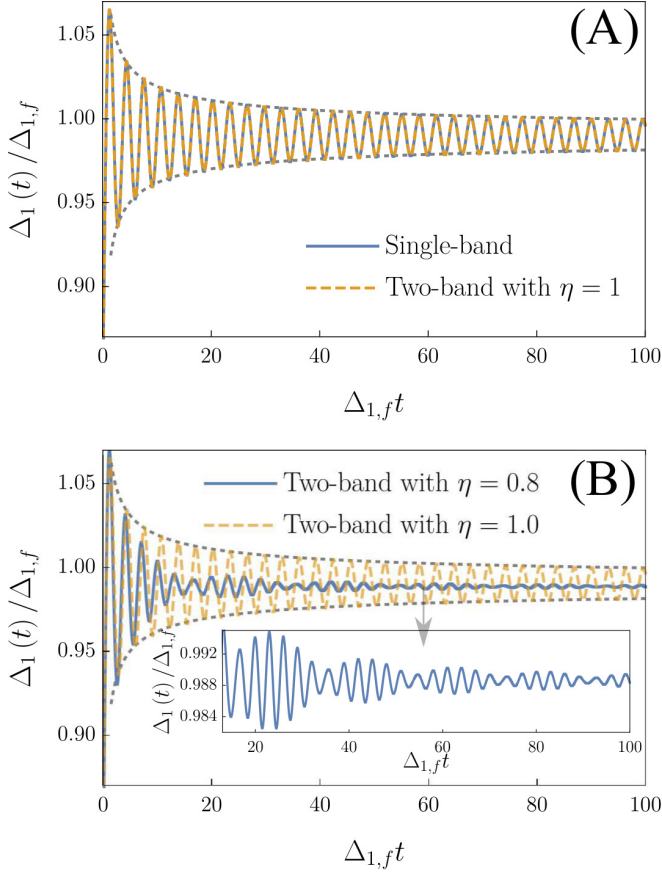 (A)
1.05
1.00
0.95
0.90
Δ₁(t)/Δ₁,f
Single-band
Two-band with η = 1
0 20 40 60 80 100
Δ₁,f t
(B)
Two-band with η = 0.8
Two-band with η = 1.0
1.05
1.00
0.95
0.90
Δ₁(t)/Δ₁,f
0.992
0.988
0.984
Δ₁(t)/Δ₁,f
20 40 60 80 100
Δ₁,f t
0 20 40 60 80 100
Δ₁,f t